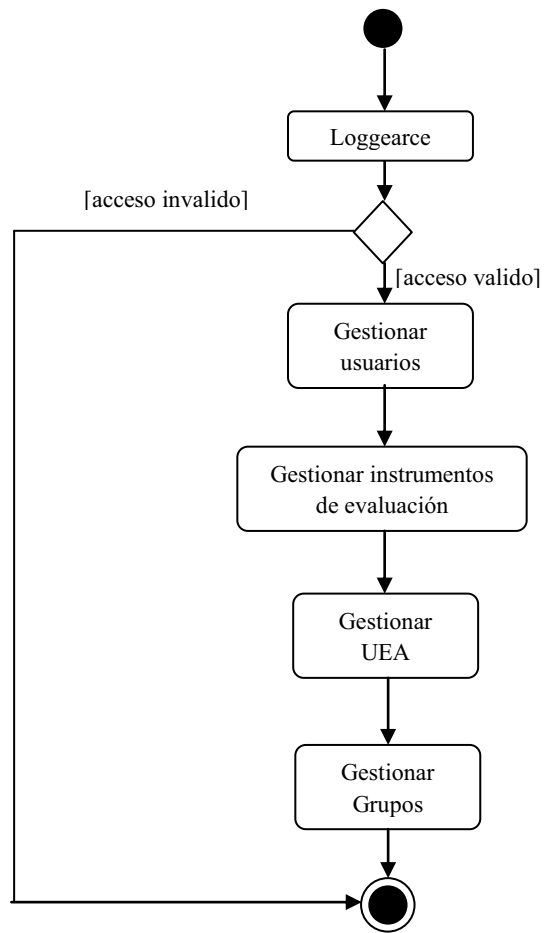 Loggearce
[acceso invalido]
[acceso valido]
Gestionar
usuarios
Gestionar instrumentos
de evaluación
Gestionar
UEA
Gestionar
Grupos